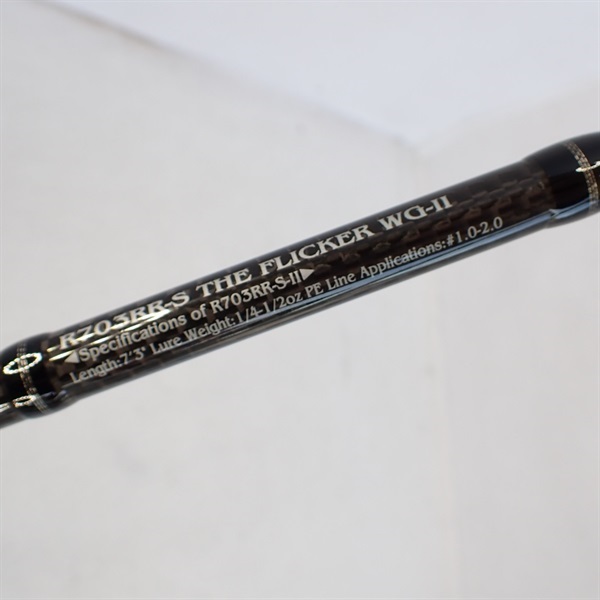 R703RR-S THE FLICKER WG-II
◀Specifications of R703RR-S-II▶
Length:7'3" Lure Weight:1/4-1/2oz PE Line Applications:#1.0-2.0